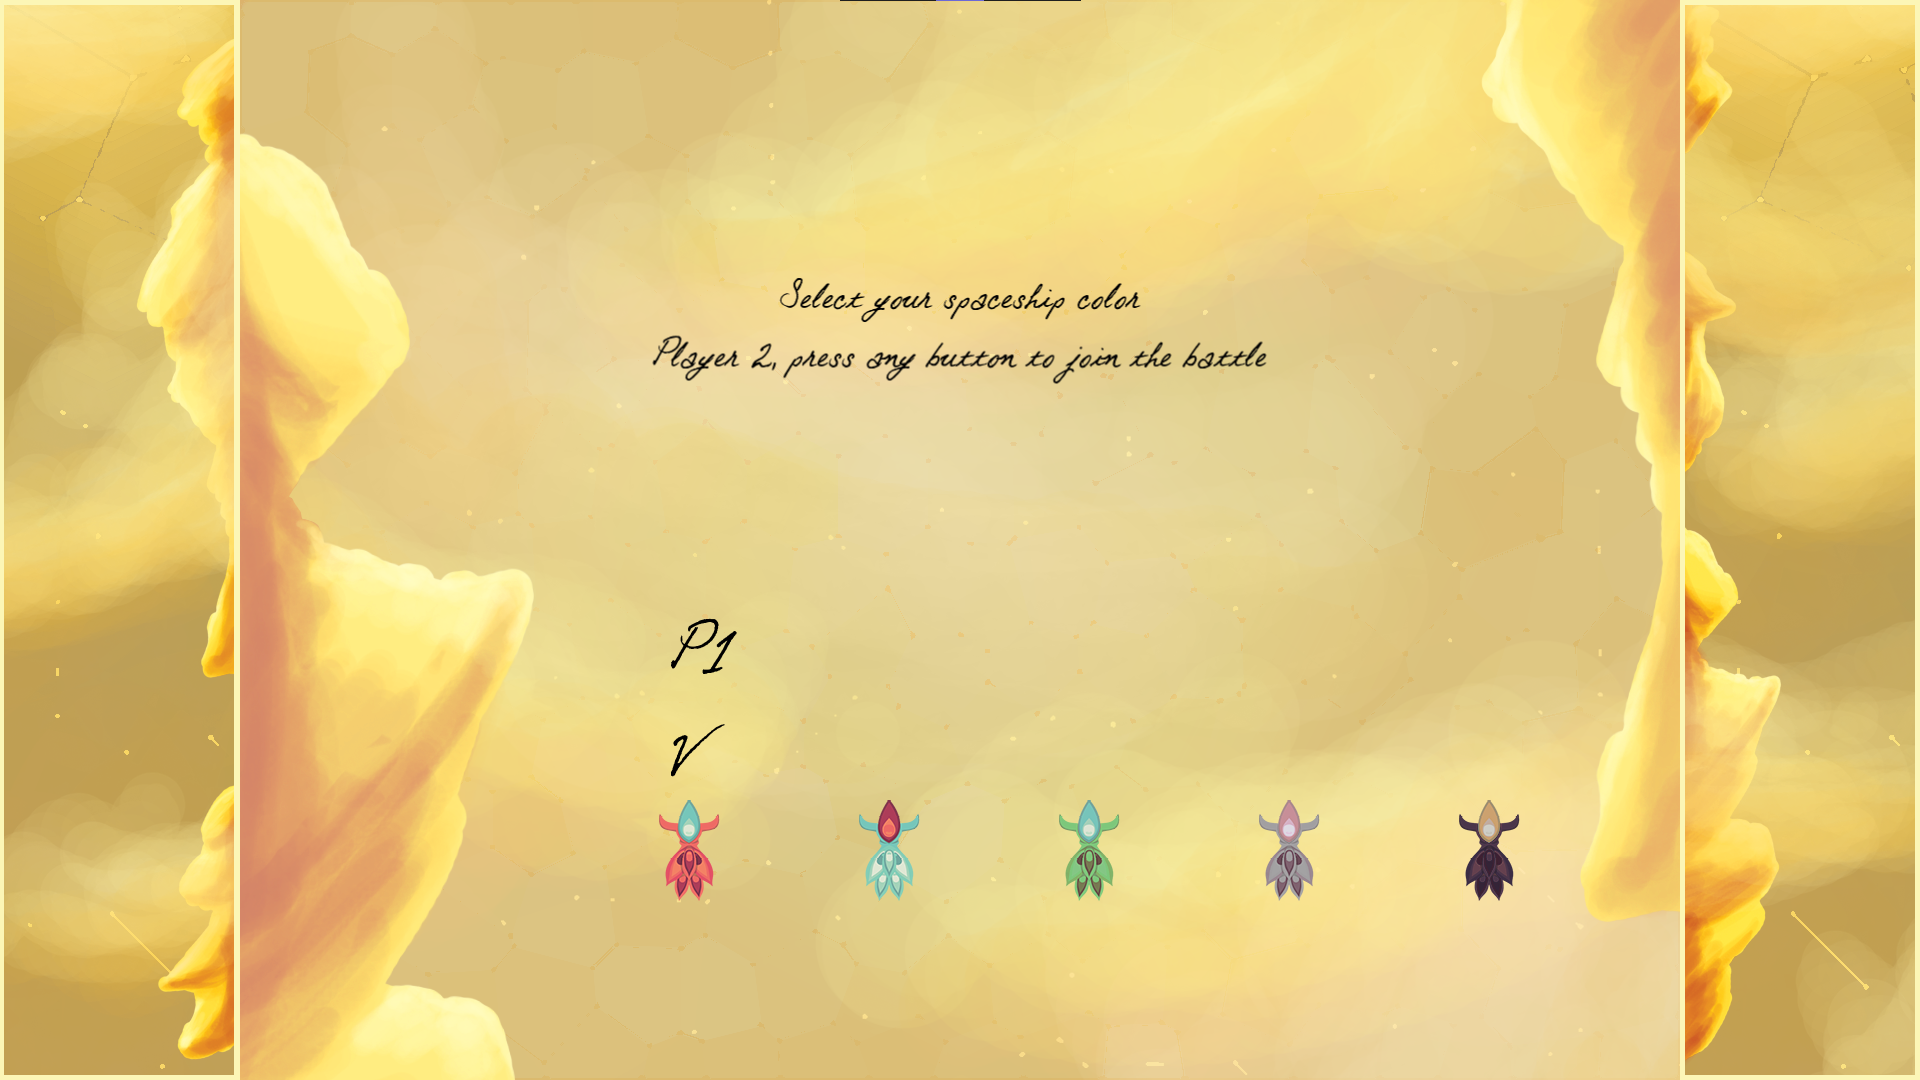 Select your spaceship color
Player 2, press any button to join the battle
P1
V